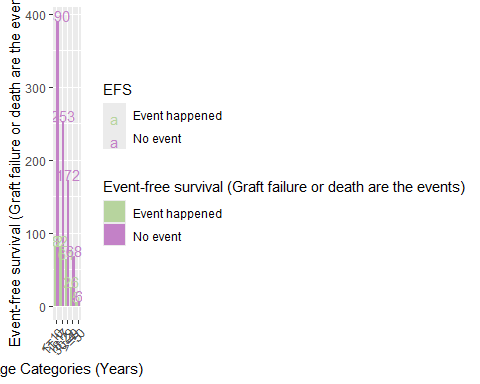 400
300
200
100
0
Event-free survival (Graft failure or death are the even
90
253
172
68
6
ge Categories (Years)
EFS
a Event happened
a No event
Event-free survival (Graft failure or death are the events)
Event happened
No event